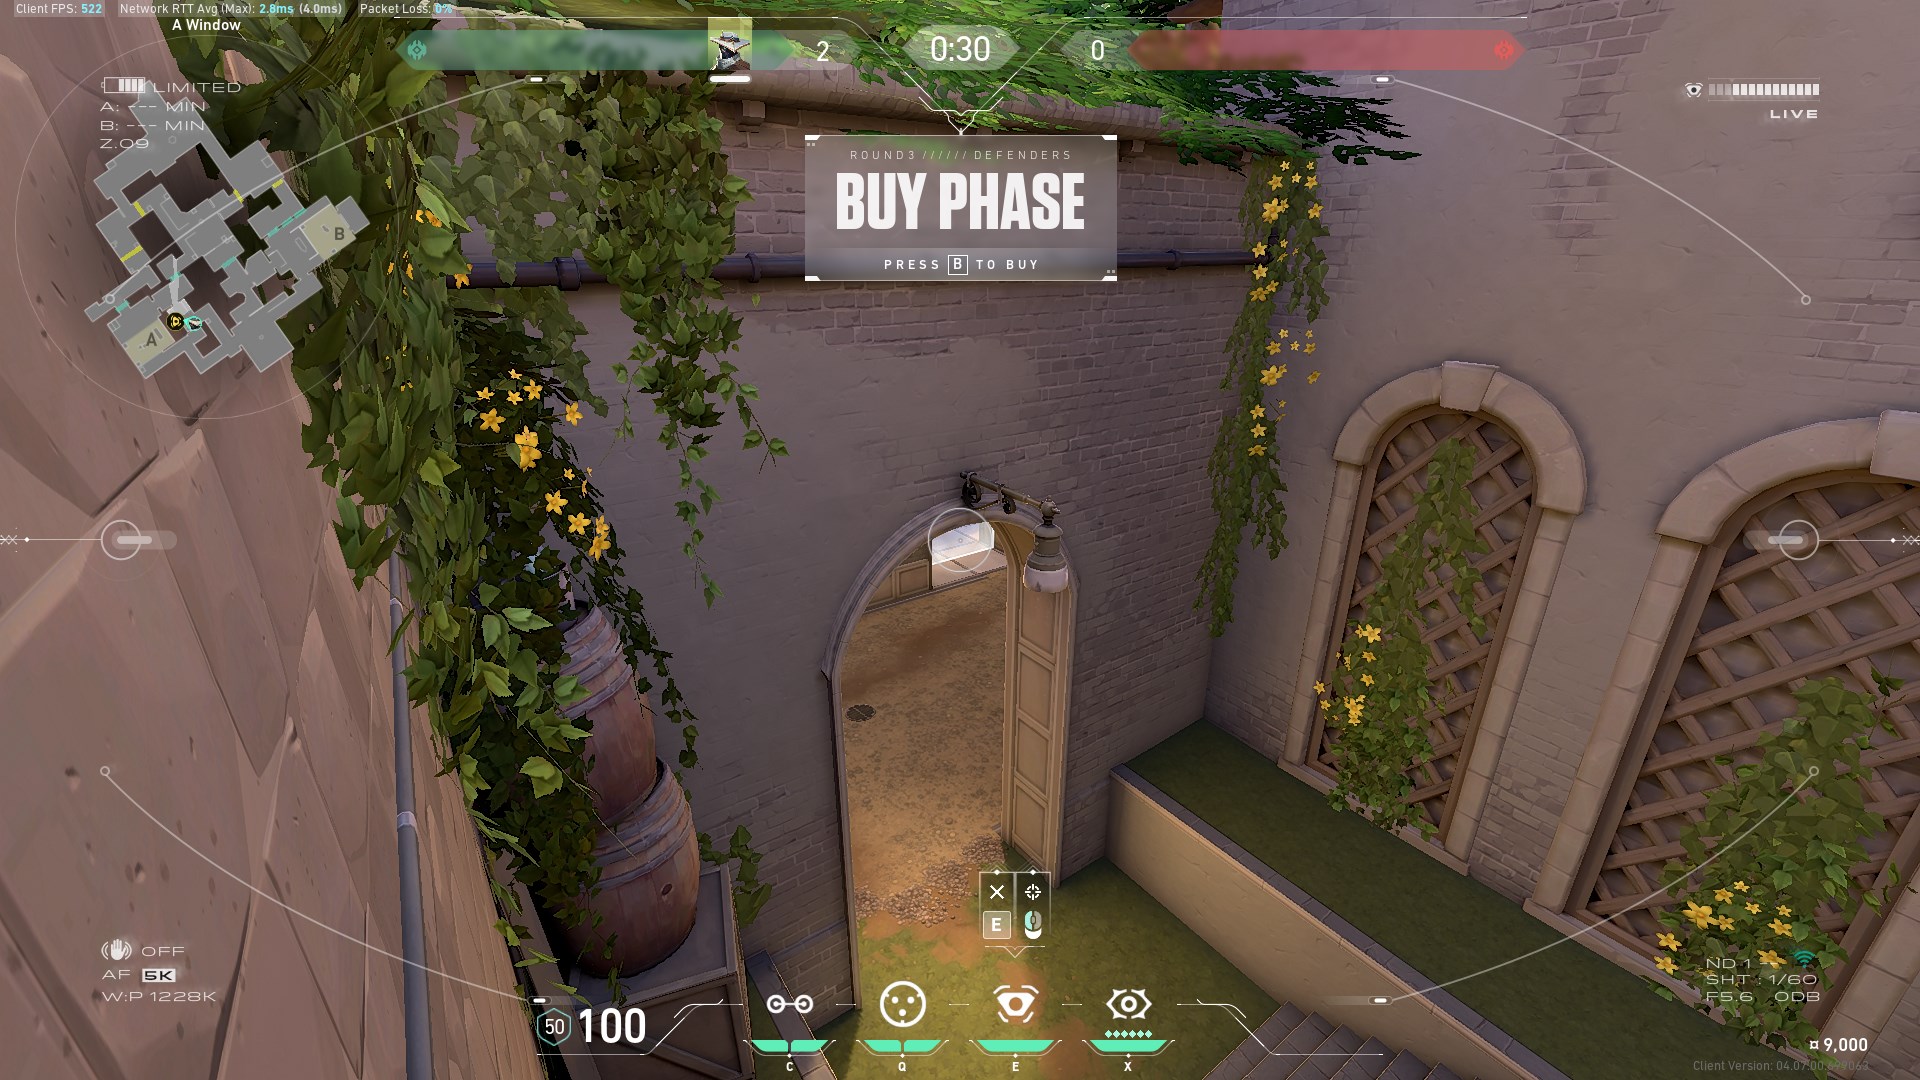 Client FPS: 522 Network RTT Avg (Max): 2.8ms (4.0ms) Packet Loss: 0%
A Window
2 0:30 0
LIMITED
A: --- MIN
B: --- MIN
Z.09
LIVE
ROUND 3 ////// DEFENDERS
BUY PHASE
PRESS B TO BUY
B
A
E
OFF
AF 5K
W:P 1228K
ND 1
SHT : 1/60
F5.6 0DB
50 100
C Q E X
¤ 9,000